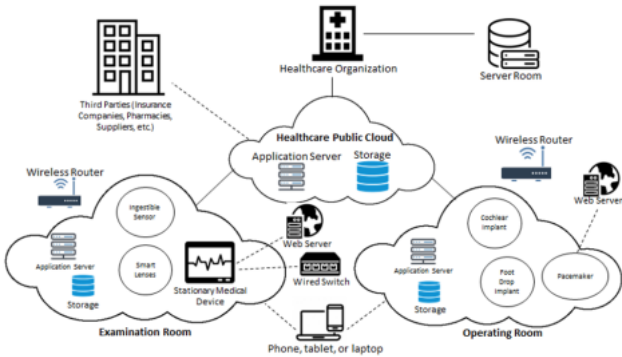 Healthcare Organization
Server Room
Third Parties (Insurance
Companies, Pharmacies,
Suppliers, etc.)
Healthcare Public Cloud
Application Server
Storage
Wireless Router
Wireless Router
Web Server
Ingestible
Sensor
Smart
Lenses
Application Server
Storage
Stationary Medical
Device
Web Server
Wired Switch
Examination Room
Cochlear
Implant
Foot
Drop
Implant
Pacemaker
Application Server
Storage
Operating Room
Phone, tablet, or laptop